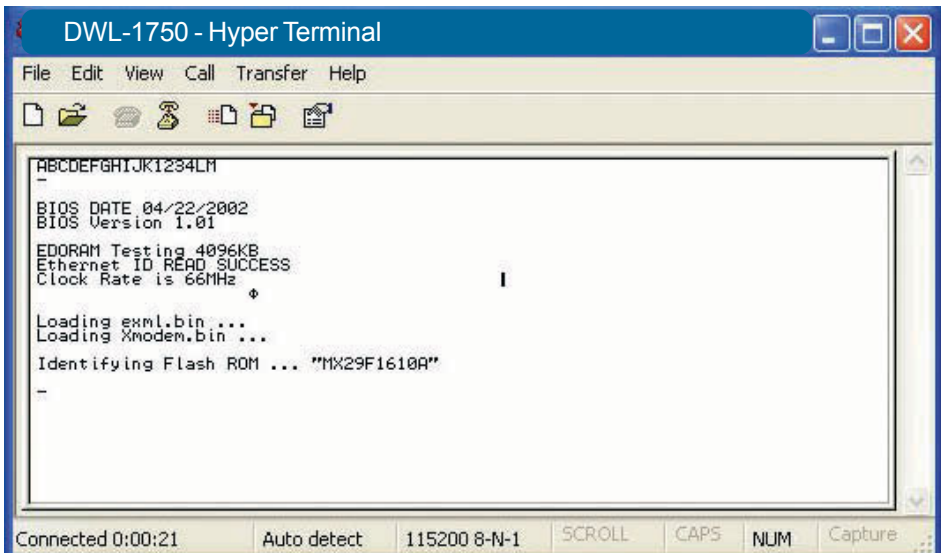 DWL-1750 - Hyper Terminal
File Edit View Call Transfer Help
ABCDEFGHIJK1234LM
BIOS DATE 04/22/2002
BIOS Version 1.01
EDORAM Testing 4096KB
Ethernet ID READ SUCCESS
Clock Rate is 66MHz
Φ
Loading exml.bin ...
Loading Xmodem.bin ...
Identifying Flash ROM ... "MX29F1610A"
Connected 0:00:21 Auto detect 115200 8-N-1 SCROLL CAPS NUM Capture